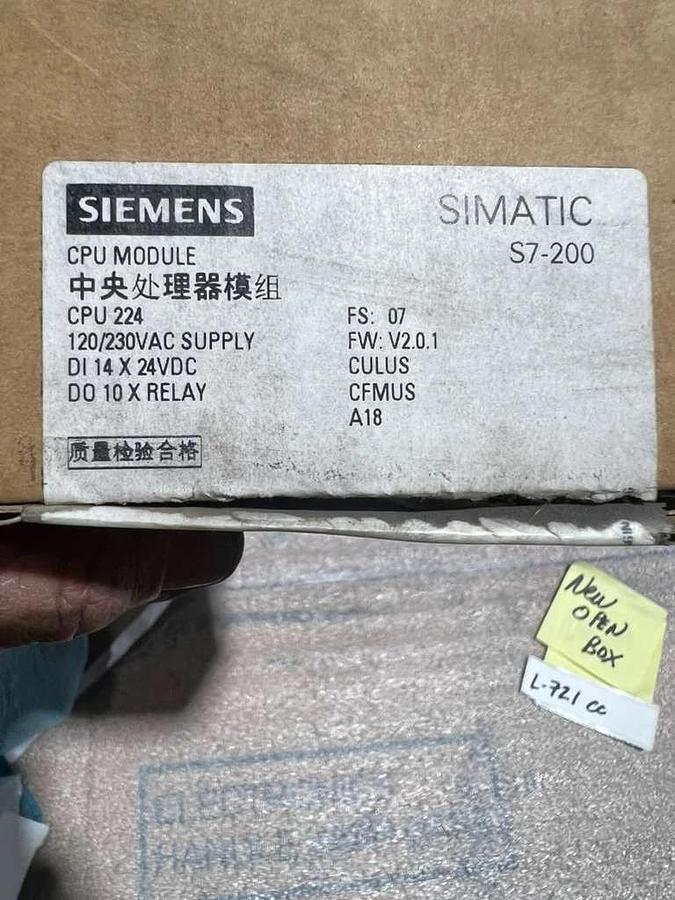 SIEMENS
SIMATIC
S7-200
CPU MODULE
中央处理器模组
CPU 224
120/230VAC SUPPLY
DI 14 X 24VDC
DO 10 X RELAY
FS: 07
FW: V2.0.1
CULUS
CFMUS
A18
质量检验合格
NEW
OPEN
BOX
L-721 cc
ELECTRONICS